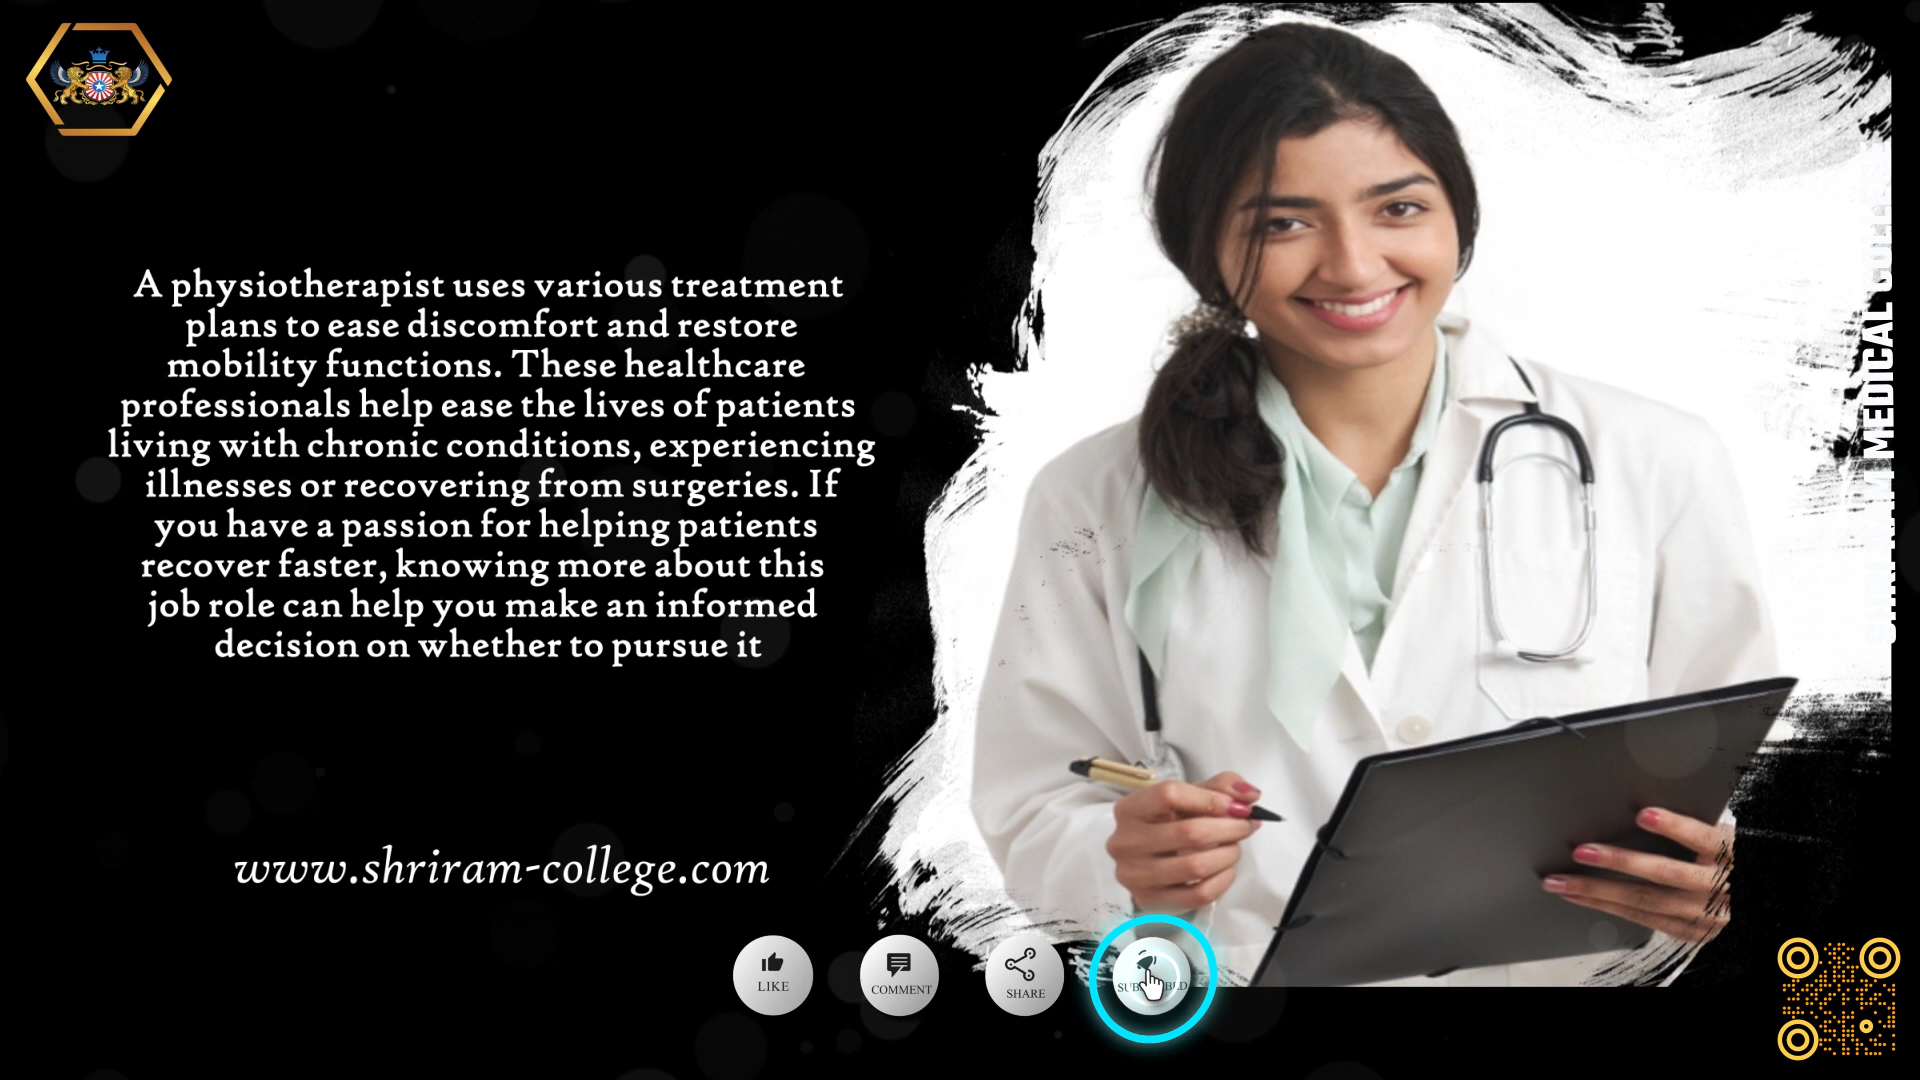 A physiotherapist uses various treatment
plans to ease discomfort and restore
mobility functions. These healthcare
professionals help ease the lives of patients
living with chronic conditions, experiencing
illnesses or recovering from surgeries. If
you have a passion for helping patients
recover faster, knowing more about this
job role can help you make an informed
decision on whether to pursue it
www.shriram-college.com
LIKE
COMMENT
SHARE
MEDICAL